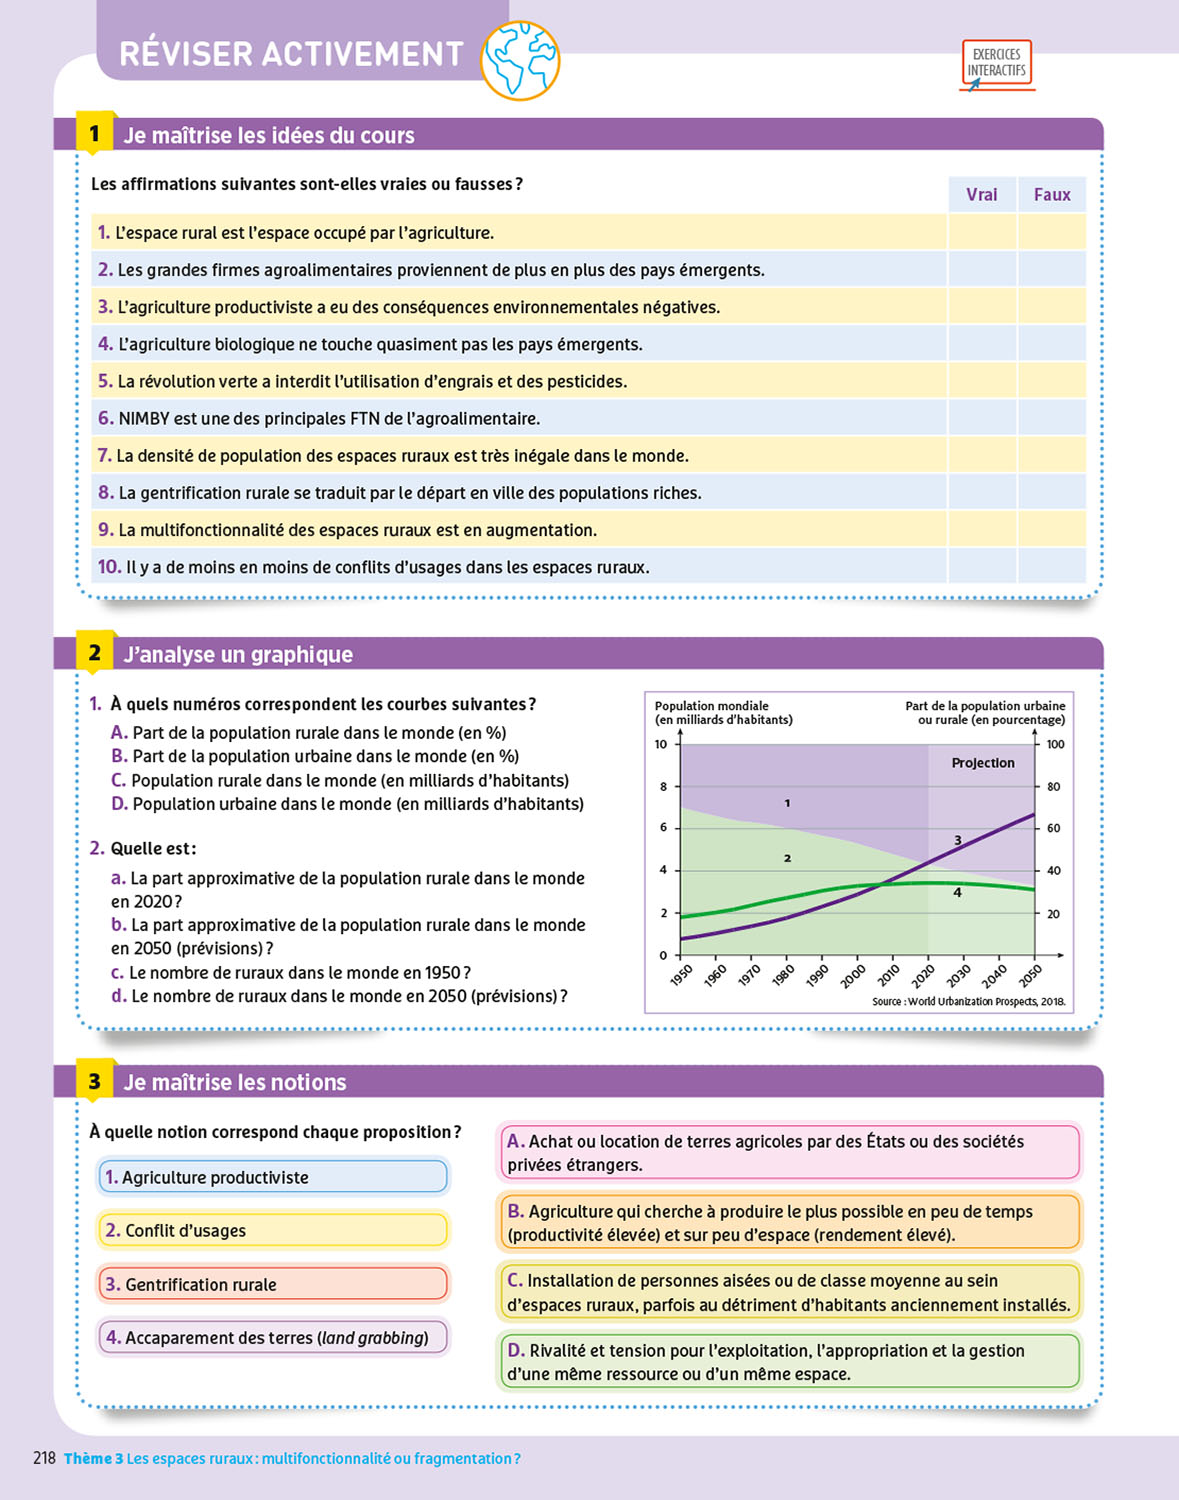 RÉVISER ACTIVEMENT
EXERCICES
INTERACTIFS
1 Je maîtrise les idées du cours
Les affirmations suivantes sont-elles vraies ou fausses ?
Vrai Faux
1. L’espace rural est l’espace occupé par l’agriculture.
2. Les grandes firmes agroalimentaires proviennent de plus en plus des pays émergents.
3. L’agriculture productiviste a eu des conséquences environnementales négatives.
4. L’agriculture biologique ne touche quasiment pas les pays émergents.
5. La révolution verte a interdit l’utilisation d’engrais et des pesticides.
6. NIMBY est une des principales FTN de l’agroalimentaire.
7. La densité de population des espaces ruraux est très inégale dans le monde.
8. La gentrification rurale se traduit par le départ en ville des populations riches.
9. La multifonctionnalité des espaces ruraux est en augmentation.
10. Il y a de moins en moins de conflits d’usages dans les espaces ruraux.
2 J’analyse un graphique
1. À quels numéros correspondent les courbes suivantes ?
A. Part de la population rurale dans le monde (en %)
B. Part de la population urbaine dans le monde (en %)
C. Population rurale dans le monde (en milliards d’habitants)
D. Population urbaine dans le monde (en milliards d’habitants)
2. Quelle est :
a. La part approximative de la population rurale dans le monde
en 2020 ?
b. La part approximative de la population rurale dans le monde
en 2050 (prévisions) ?
c. Le nombre de ruraux dans le monde en 1950 ?
d. Le nombre de ruraux dans le monde en 2050 (prévisions) ?
Population mondiale
(en milliards d’habitants)
Part de la population urbaine
ou rurale (en pourcentage)
10 100
Projection
8 80
1
6 60
3
2
4 40
4
2 20
0
1950 1960 1970 1980 1990 2000 2010 2020 2030 2040 2050
Source : World Urbanization Prospects, 2018.
3 Je maîtrise les notions
À quelle notion correspond chaque proposition ?
1. Agriculture productiviste
2. Conflit d’usages
3. Gentrification rurale
4. Accaparement des terres (land grabbing)
A. Achat ou location de terres agricoles par des États ou des sociétés
privées étrangers.
B. Agriculture qui cherche à produire le plus possible en peu de temps
(productivité élevée) et sur peu d’espace (rendement élevé).
C. Installation de personnes aisées ou de classe moyenne au sein
d’espaces ruraux, parfois au détriment d’habitants anciennement installés.
D. Rivalité et tension pour l’exploitation, l’appropriation et la gestion
d’une même ressource ou d’un même espace.
218 Thème 3 Les espaces ruraux : multifonctionnalité ou fragmentation ?